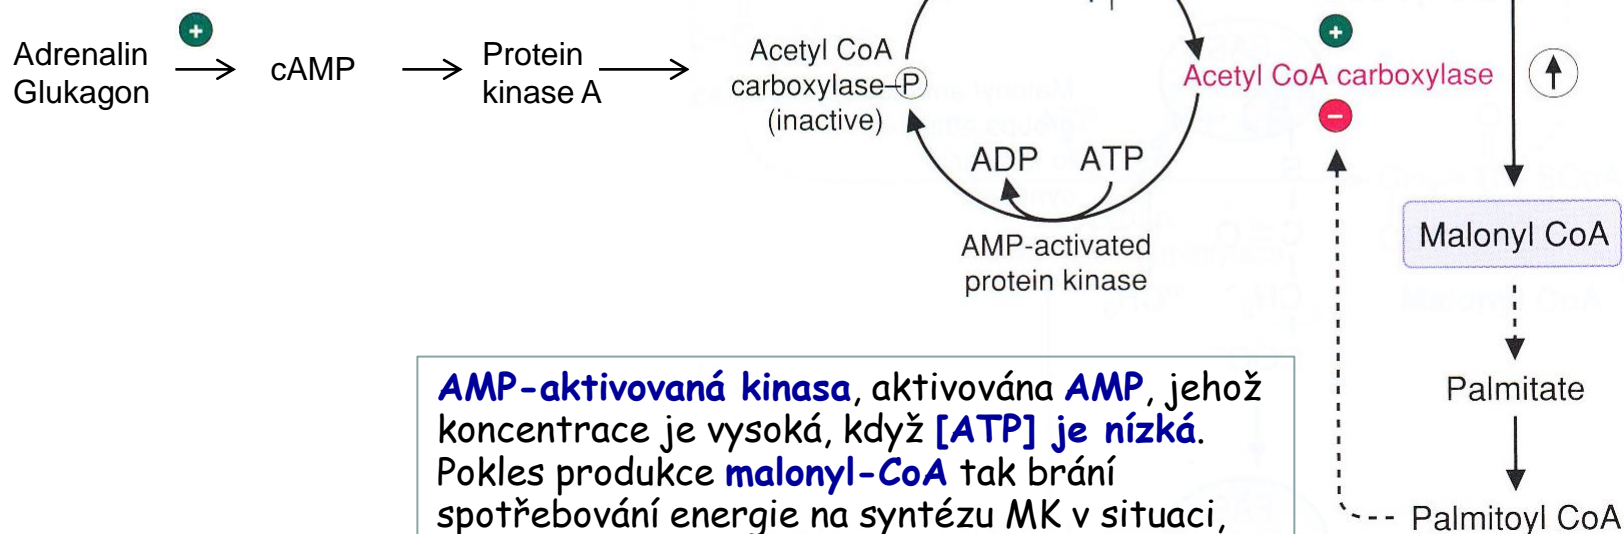 Adrenalin
Glukagon
+
cAMP
Protein
kinase A
Acetyl CoA
carboxylase–P
(inactive)
ADP
ATP
AMP-activated
protein kinase
+
Acetyl CoA carboxylase
−
Malonyl CoA
Palmitate
Palmitoyl CoA
AMP-aktivovaná kinasa, aktivována AMP, jehož
koncentrace je vysoká, když [ATP] je nízká.
Pokles produkce malonyl-CoA tak brání
spotřebování energie na syntézu MK v situaci,